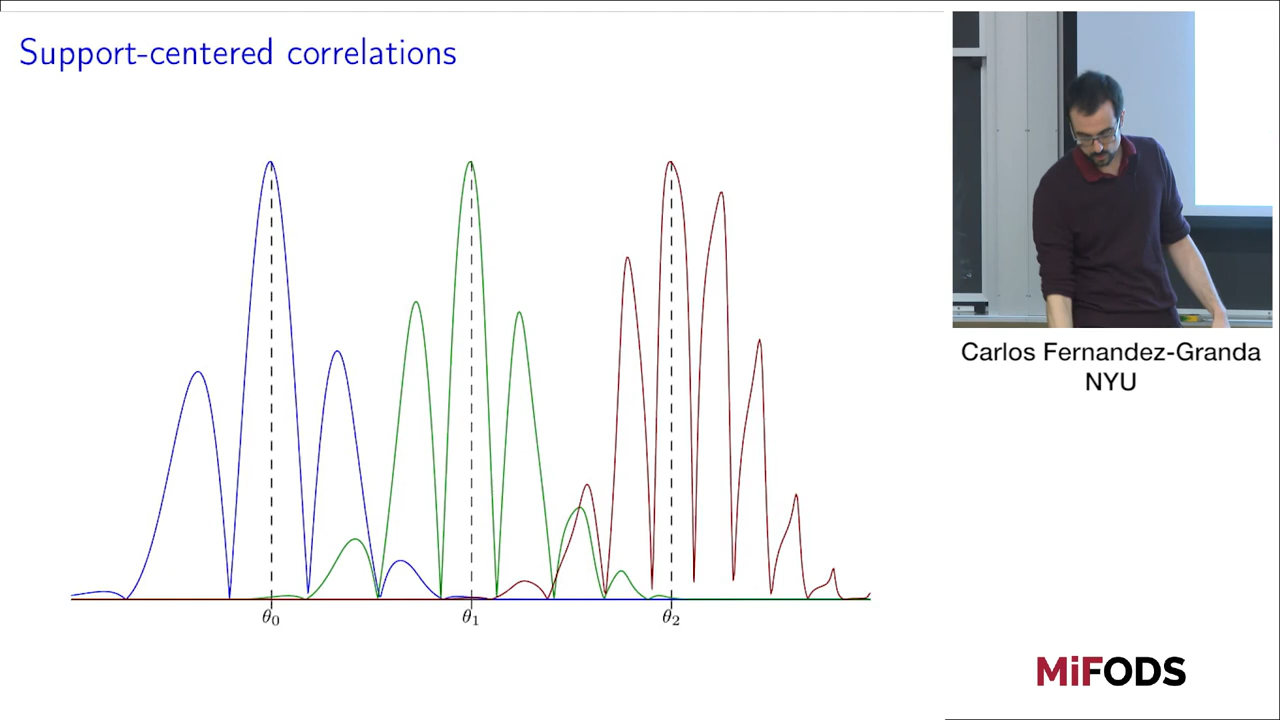 Support-centered correlations
θ0 θ1 θ2
Carlos Fernandez-Granda
NYU
MiFODS